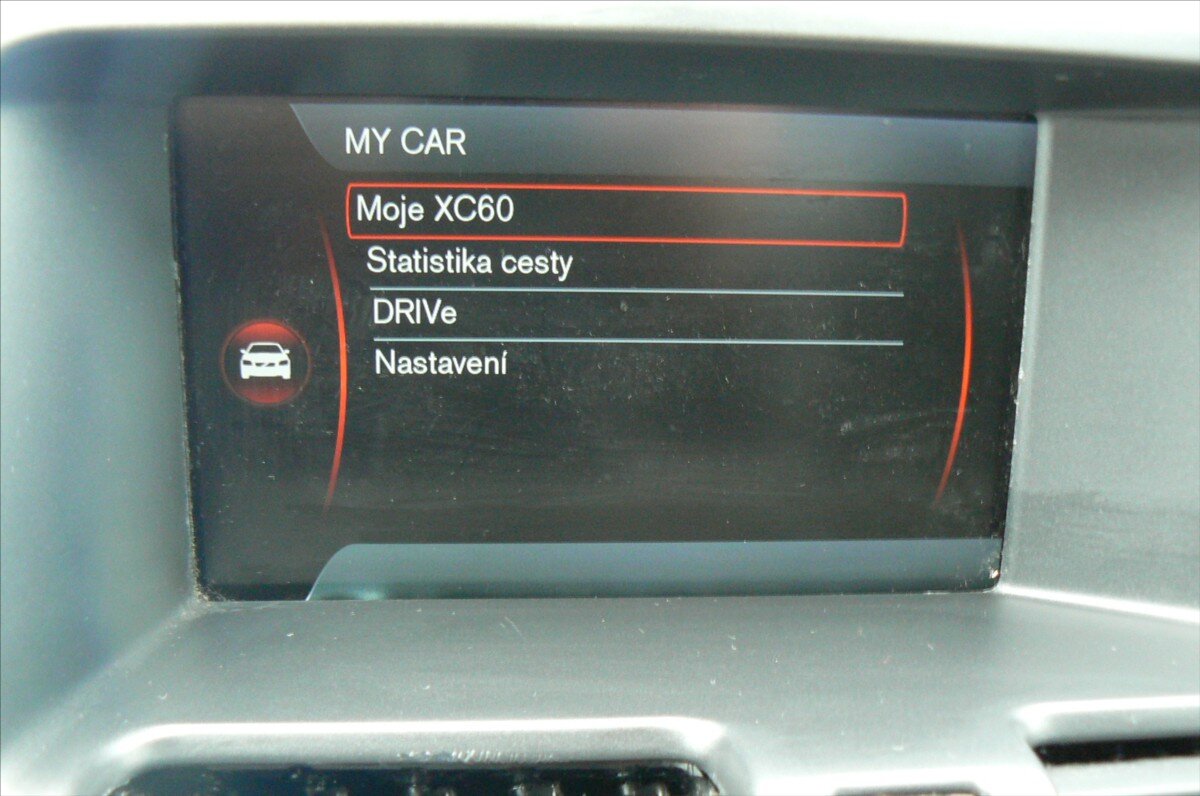 MY CAR
Moje XC60
Statistika cesty
DRIVe
Nastavení